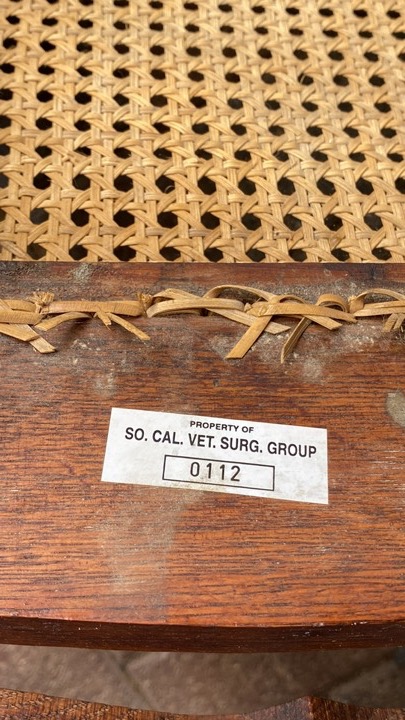 PROPERTY OF
SO. CAL. VET. SURG. GROUP
0112